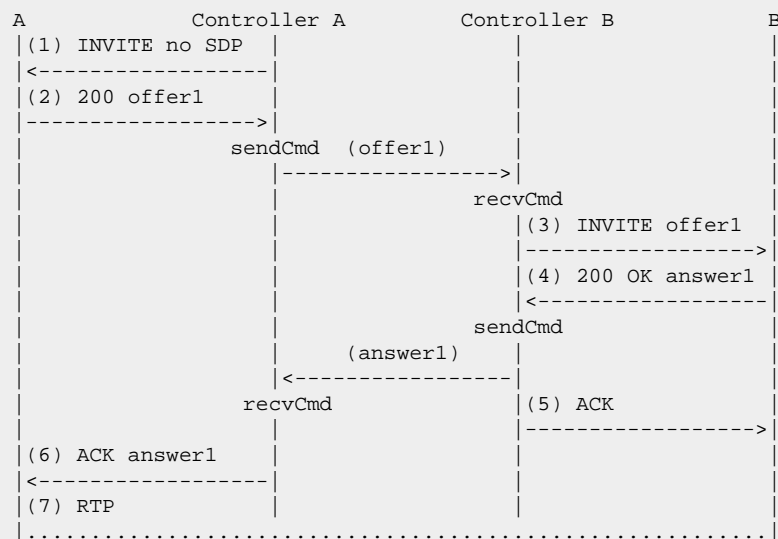 A Controller A Controller B B
(1) INVITE no SDP
(2) 200 offer1
sendCmd (offer1)
recvCmd
(3) INVITE offer1
(4) 200 OK answer1
sendCmd
(answer1)
recvCmd (5) ACK
(6) ACK answer1
(7) RTP